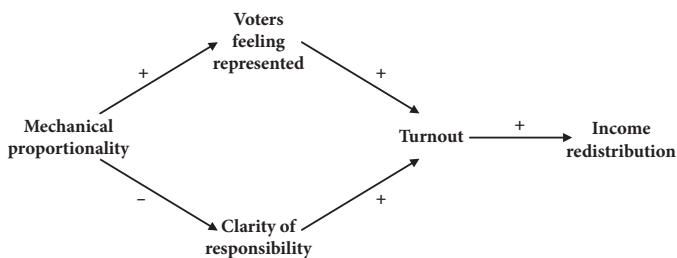 Voters
feeling
represented
+
+
Mechanical
proportionality
Turnout
+
Income
redistribution
–
+
Clarity of
responsibility